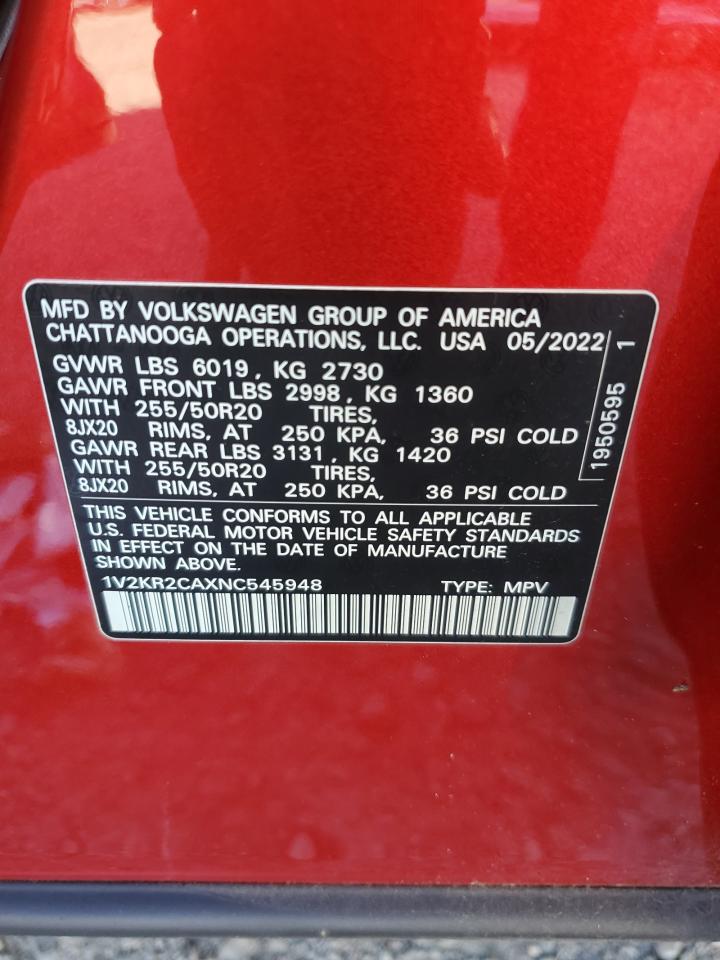 MFD BY VOLKSWAGEN GROUP OF AMERICA
CHATTANOOGA OPERATIONS, LLC. USA 05/2022
GVWR LBS 6019, KG 2730
GAWR FRONT LBS 2998, KG 1360
WITH 255/50R20 TIRES,
8JX20 RIMS, AT 250 KPA, 36 PSI COLD
GAWR REAR LBS 3131, KG 1420
WITH 255/50R20 TIRES,
8JX20 RIMS, AT 250 KPA, 36 PSI COLD
THIS VEHICLE CONFORMS TO ALL APPLICABLE
U.S. FEDERAL MOTOR VEHICLE SAFETY STANDARDS
IN EFFECT ON THE DATE OF MANUFACTURE
SHOWN ABOVE.
1V2KR2CAXNC545948 TYPE: MPV
1950595 1